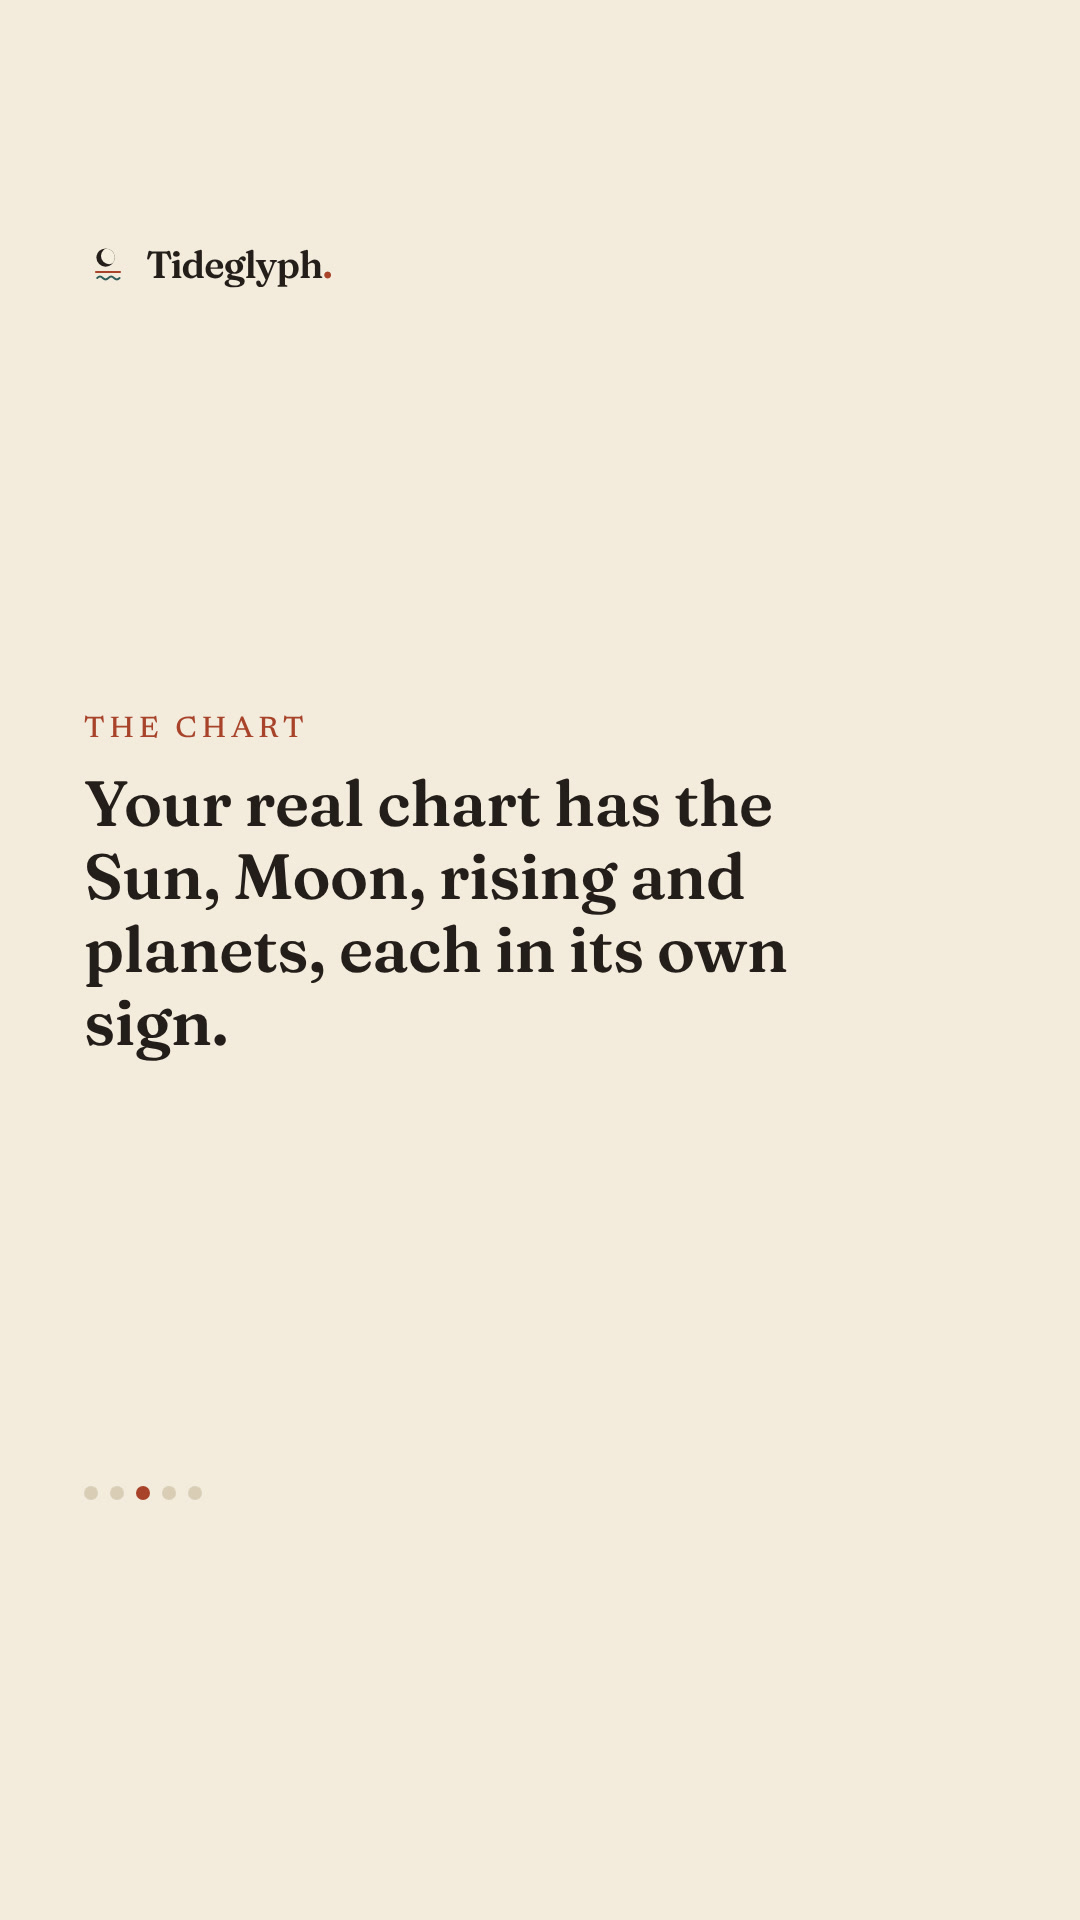 Tideglyph.
THE CHART
Your real chart has the
Sun, Moon, rising and
planets, each in its own
sign.